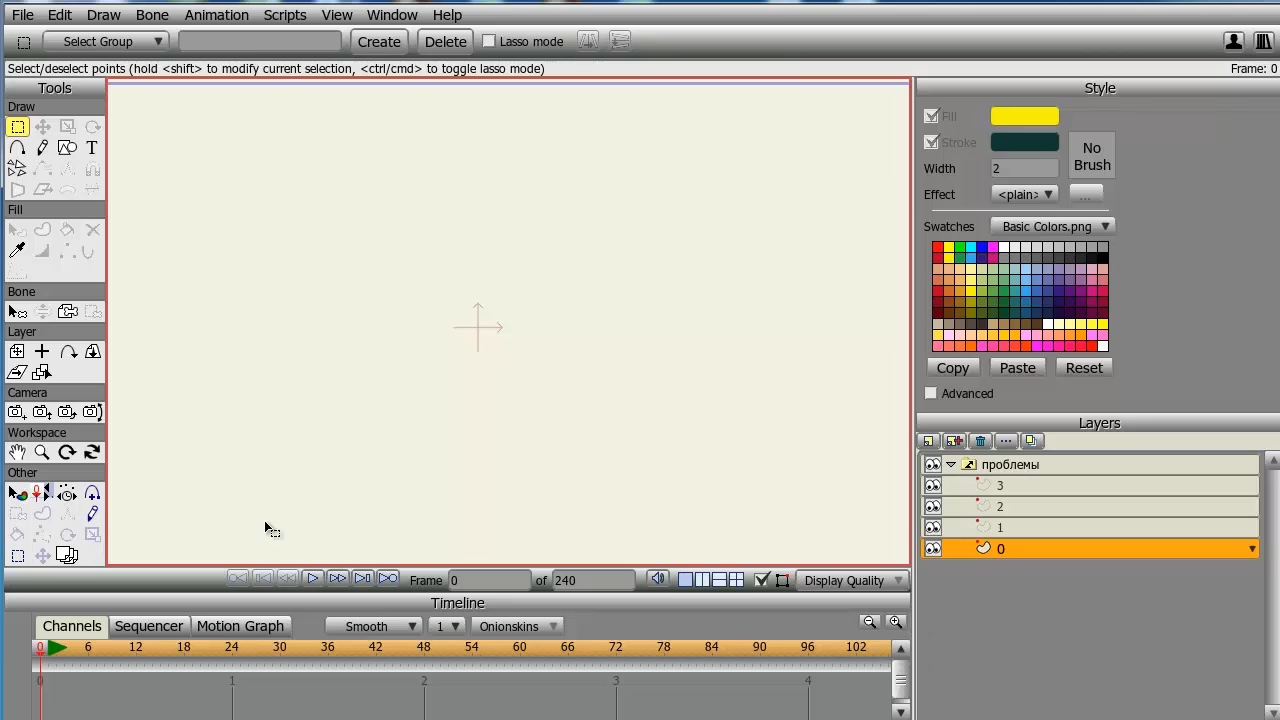 File Edit Draw Bone Animation Scripts View Window Help
Select Group Create Delete Lasso mode
Select/deselect points (hold <shift> to modify current selection, <ctrl/cmd> to toggle lasso mode) Frame: 0
Tools
Draw
T
Fill
Bone
Layer
Camera
Workspace
Other
Style
Fill
Stroke
No Brush
Width 2
Effect <plain> ...
Swatches Basic Colors.png
Copy Paste Reset
Advanced
Layers
...
проблемы
3
2
1
0
Frame 0 of 240 Display Quality
Timeline
Channels Sequencer Motion Graph Smooth 1 Onionskins
0 6 12 18 24 30 36 42 48 54 60 66 72 78 84 90 96 102
0 1 2 3 4